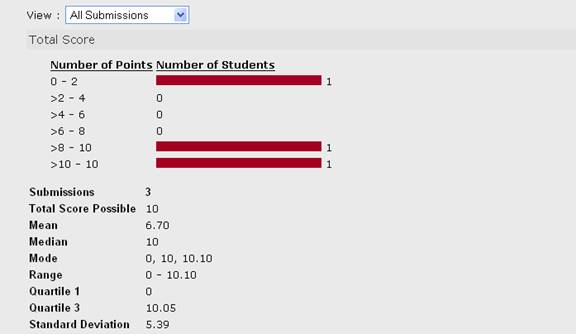 View : All Submissions
Total Score
Number of Points Number of Students
0 - 2 1
>2 - 4 0
>4 - 6 0
>6 - 8 0
>8 - 10 1
>10 - 10 1
Submissions 3
Total Score Possible 10
Mean 6.70
Median 10
Mode 0, 10, 10.10
Range 0 - 10.10
Quartile 1 0
Quartile 3 10.05
Standard Deviation 5.39